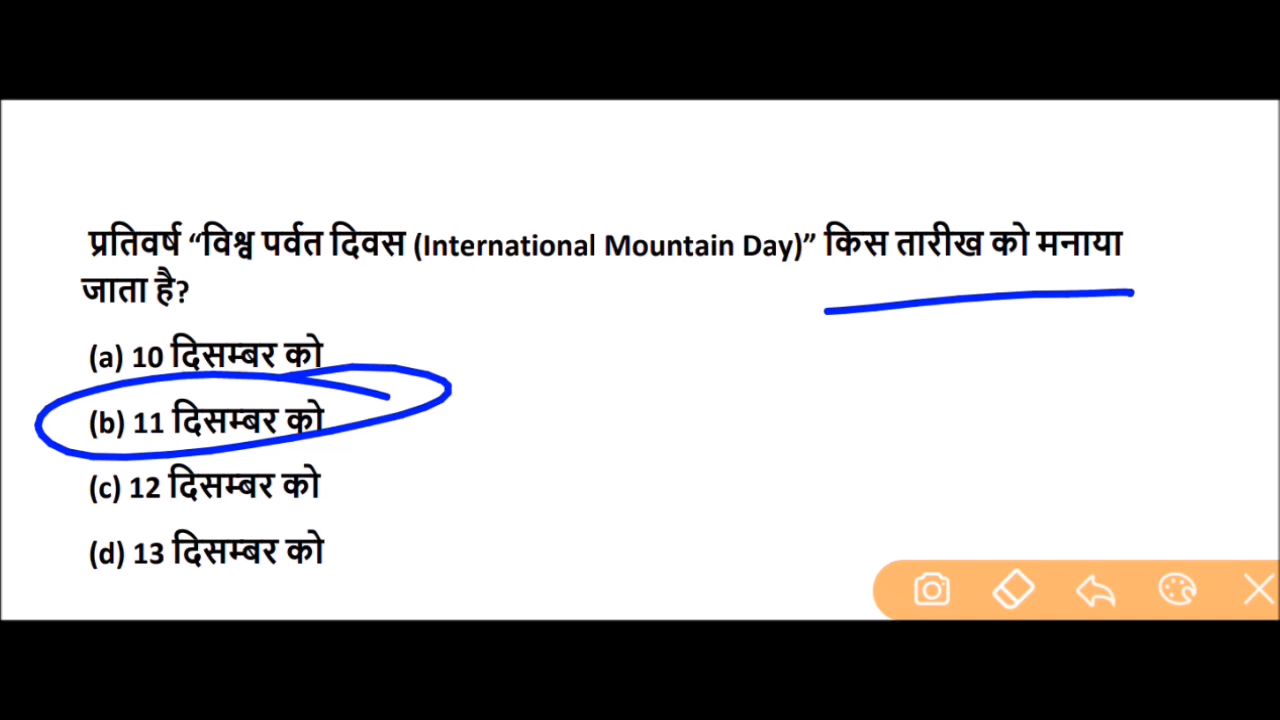 प्रतिवर्ष “विश्व पर्वत दिवस (International Mountain Day)” किस तारीख को मनाया
जाता है?
(a) 10 दिसम्बर को
(b) 11 दिसम्बर को
(c) 12 दिसम्बर को
(d) 13 दिसम्बर को